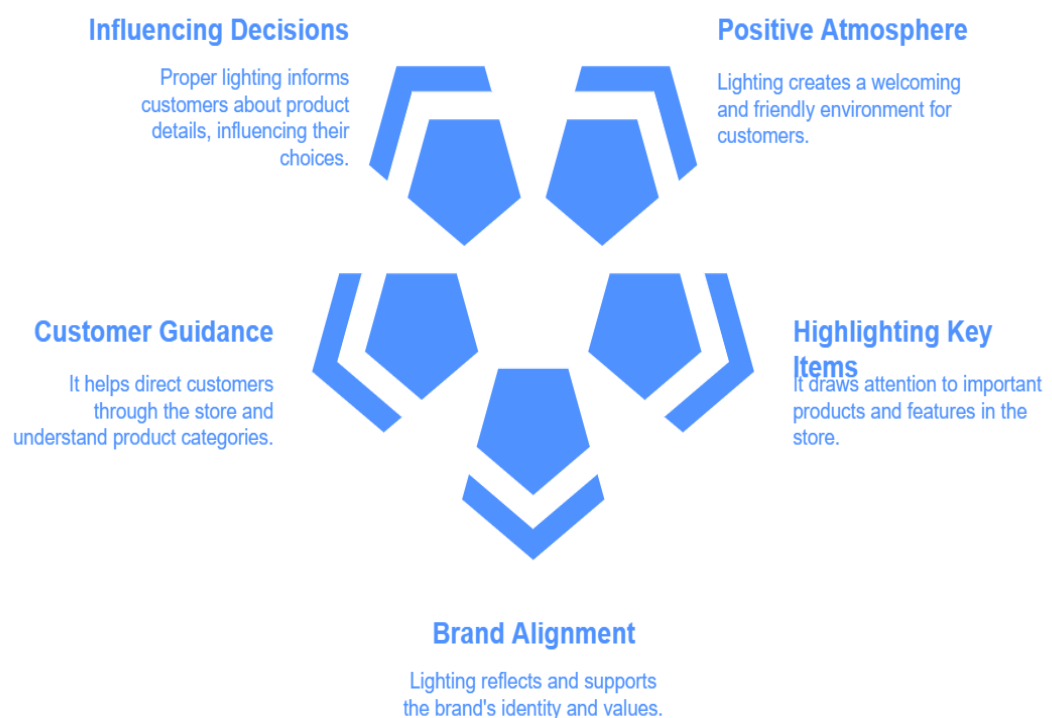 Influencing Decisions
Proper lighting informs
customers about product
details, influencing their
choices.
Positive Atmosphere
Lighting creates a welcoming
and friendly environment for
customers.
Customer Guidance
It helps direct customers
through the store and
understand product categories.
Highlighting Key
Items
It draws attention to important
products and features in the
store.
Brand Alignment
Lighting reflects and supports
the brand's identity and values.